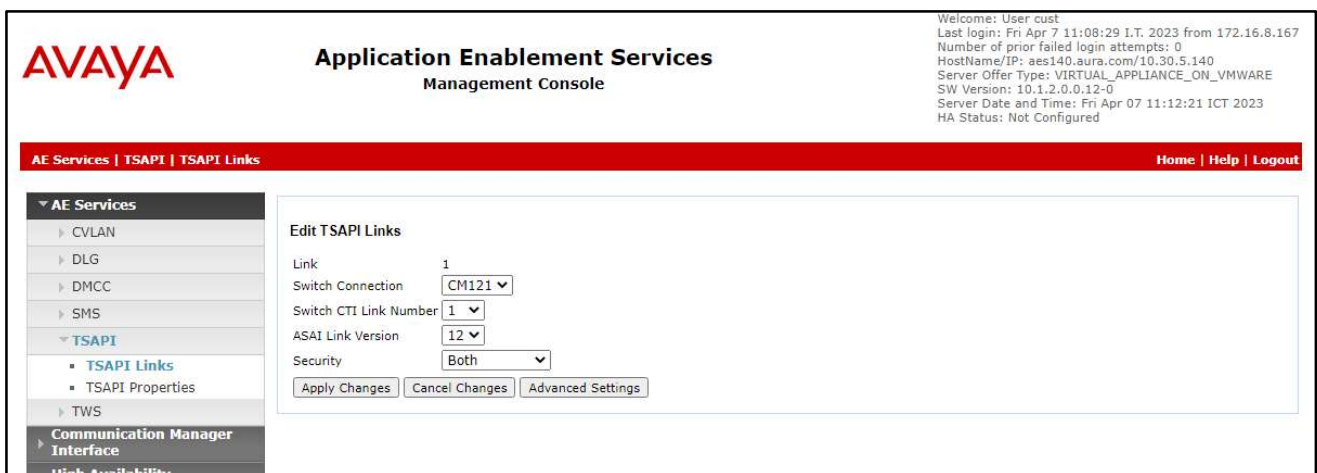 Welcome: User cust
Last login: Fri Apr 7 11:08:29 I.T. 2023 from 172.16.8.167
Number of prior failed login attempts: 0
HostName/IP: aes140.aura.com/10.30.5.140
Server Offer Type: VIRTUAL_APPLIANCE_ON_VMWARE
SW Version: 10.1.2.0.0.12-0
Server Date and Time: Fri Apr 07 11:12:21 ICT 2023
HA Status: Not Configured
AVAYA
Application Enablement Services
Management Console
AE Services | TSAPI | TSAPI Links
Home | Help | Logout
AE Services
CVLAN
DLG
DMCC
SMS
TSAPI
TSAPI Links
TSAPI Properties
TWS
Communication Manager
Interface
High Availability
Edit TSAPI Links
Link 1
Switch Connection CM121
Switch CTI Link Number 1
ASAI Link Version 12
Security Both
Apply Changes Cancel Changes Advanced Settings